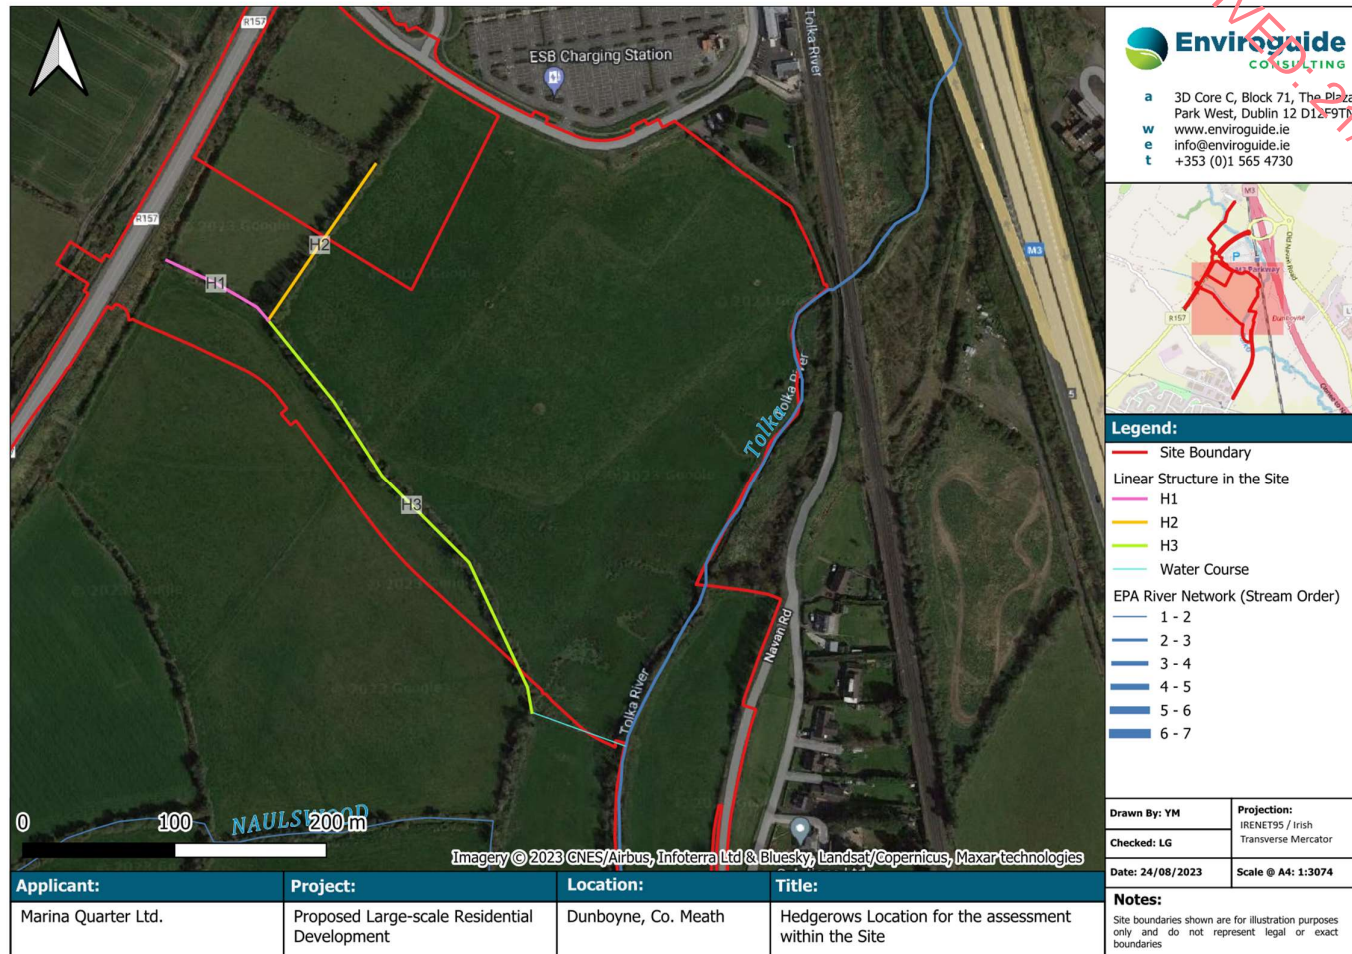 R157
ESB Charging Station
Tolka River
R157
H2
H1
M3
Tolka River
Tolka
H3
Navan Rd
Tolka River
NAULSWOOD
0 100 200 m
Imagery © 2023 CNES/Airbus, Infoterra Ltd & Bluesky, Landsat/Copernicus, Maxar technologies
Enviroguide
CONSULTING
a 3D Core C, Block 71, The Plaza
Park West, Dublin 12 D12F9TN
w www.enviroguide.ie
e info@enviroguide.ie
t +353 (0)1 565 4730
M3
P
M3 Parkway
R157
Dunboyne
Legend:
Site Boundary
Linear Structure in the Site
H1
H2
H3
Water Course
EPA River Network (Stream Order)
1 - 2
2 - 3
3 - 4
4 - 5
5 - 6
6 - 7
Drawn By: YM
Checked: LG
Date: 24/08/2023
Projection:
IRENET95 / Irish
Transverse Mercator
Scale @ A4: 1:3074
Notes:
Site boundaries shown are for illustration purposes
only and do not represent legal or exact
boundaries
Applicant:
Marina Quarter Ltd.
Project:
Proposed Large-scale Residential
Development
Location:
Dunboyne, Co. Meath
Title:
Hedgerows Location for the assessment
within the Site